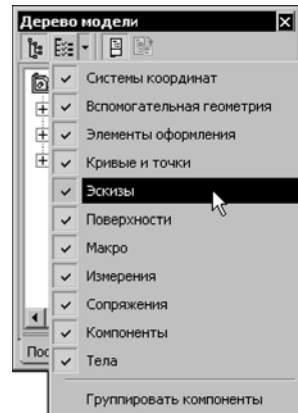 Дерево модели
Системы координат
Вспомогательная геометрия
Элементы оформления
Кривые и точки
Эскизы
Поверхности
Макро
Измерения
Сопряжения
Компоненты
Тела
Пос
Группировать компоненты